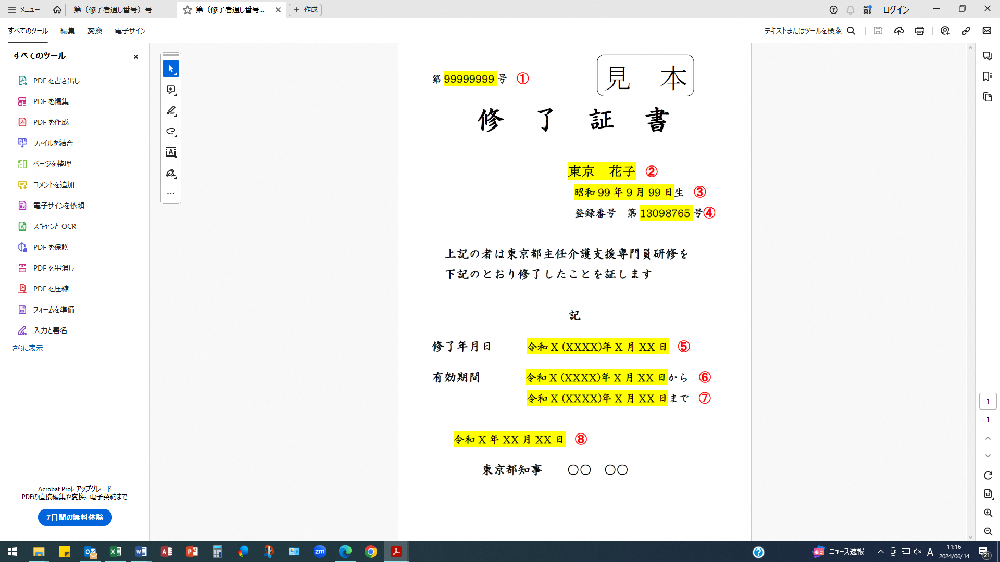 メニュー
第（修了者通し番号）号
第（修了者通し番号...
作成
ログイン
すべてのツール
編集
変換
電子サイン
テキストまたはツールを検索
すべてのツール
PDF を書き出し
PDF を編集
PDF を作成
ファイルを結合
ページを整理
コメントを追加
電子サインを依頼
スキャンと OCR
PDF を保護
PDF を墨消し
PDF を圧縮
フォームを準備
入力と署名
さらに表示
Acrobat Proにアップグレード
PDFの直接編集や変換、電子契約まで
7日間の無料体験
第 99999999 号 ①
見 本
修 了 証 書
東京 花子 ②
昭和 99 年 9 月 99 日生 ③
登録番号 第 13098765 号④
上記の者は東京都主任介護支援専門員研修を
下記のとおり修了したことを証します
記
修了年月日 令和 X (XXXX)年 X 月 XX 日 ⑤
有効期間 令和 X (XXXX)年 X 月 XX 日から ⑥
令和 X (XXXX)年 X 月 XX 日まで ⑦
令和 X 年 XX 月 XX 日 ⑧
東京都知事 〇〇 〇〇
1
1
zm
ニュース速報
A
11:16
2024/06/14
21